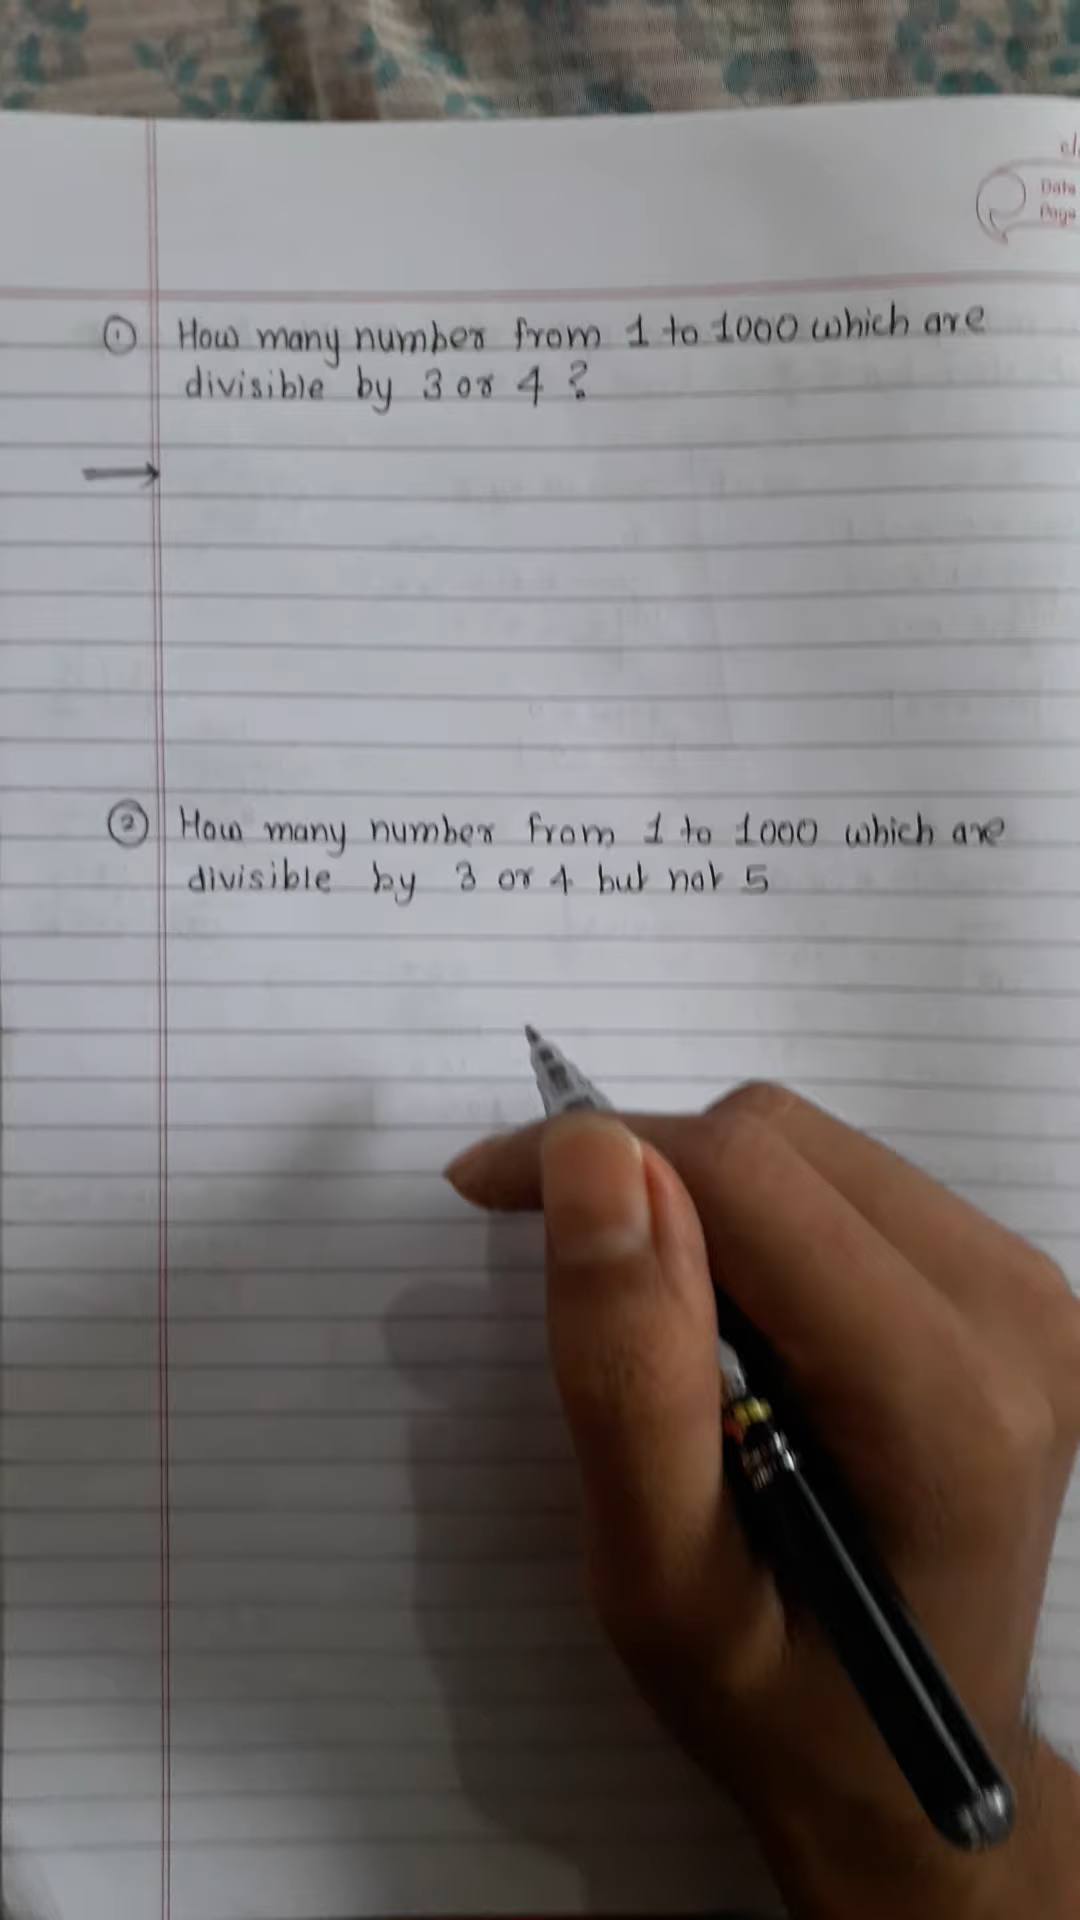 cl
Date
Page
① How many number from 1 to 1000 which are
divisible by 3 or 4 ?
→
② How many number from 1 to 1000 which are
divisible by 3 or 4 but not 5